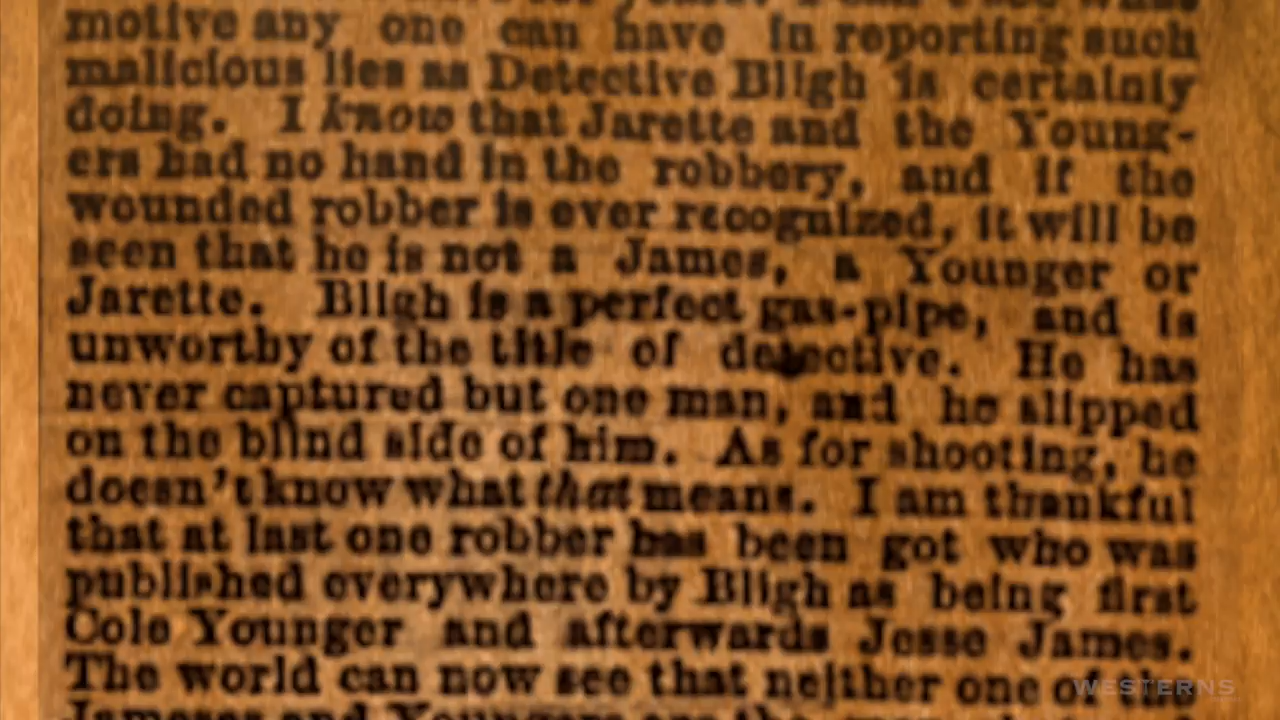 motive any one can have in reporting such
malicious lies as Detective Bligh is certainly
doing. I know that Jarette and the Young-
ers had no hand in the robbery, and if the
wounded robber is ever recognized, it will be
seen that he is not a James, a Younger or
Jarette. Bligh is a perfect gas-pipe, and is
unworthy of the title of detective. He has
never captured but one man, and he slipped
on the blind side of him. As for shooting, he
doesn't know what that means. I am thankful
that at last one robber has been got who was
published everywhere by Bligh as being first
Cole Younger and afterwards Jesse James.
The world can now see that neither one of the
WESTERNS